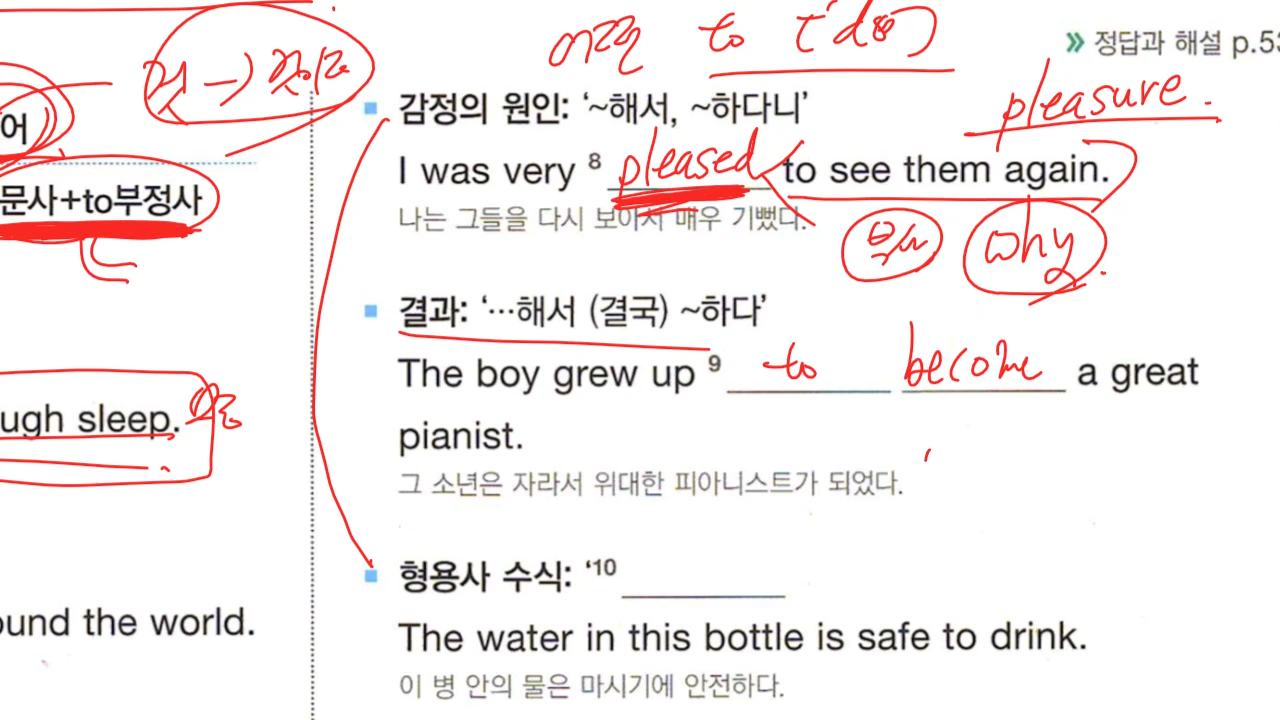 to
정답과 해설 p.53
것 →
pleasure.
어
감정의 원인: '~해서, ~하다니'
I was very 8 pleased to see them again.
문사+to부정사
나는 그들을 다시 보아서 매우 기뻤다.
부사 why
결과: '…해서 (결국) ~하다'
The boy grew up 9 to become a great
pianist.
ugh sleep.
그 소년은 자라서 위대한 피아니스트가 되었다.
형용사 수식: '10
ound the world.
The water in this bottle is safe to drink.
이 병 안의 물은 마시기에 안전하다.